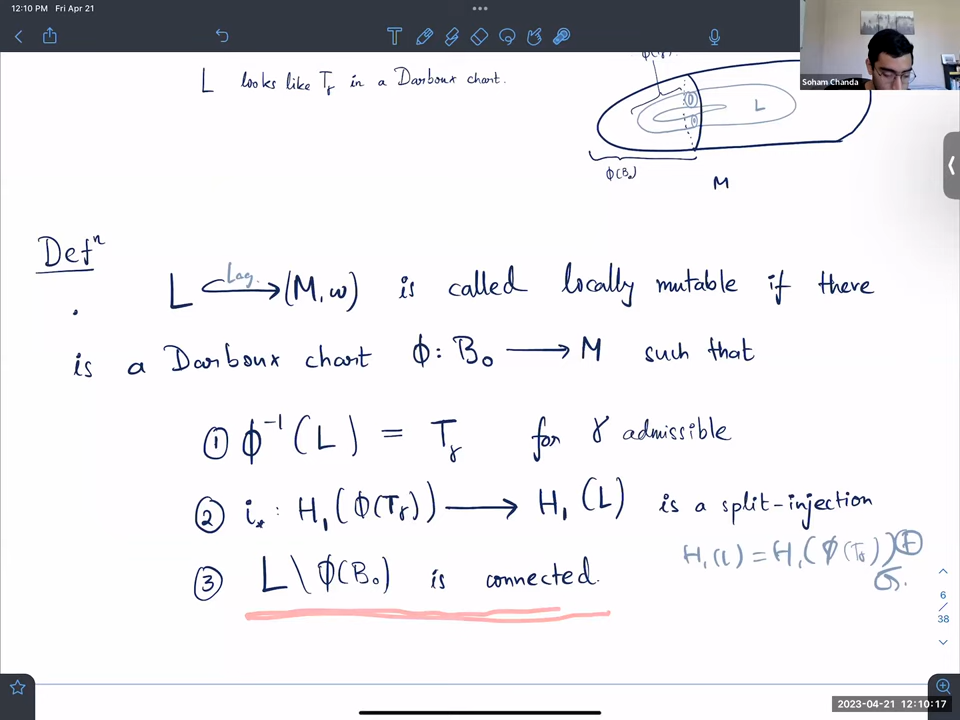 12:10 PM Fri Apr 21
Soham Chanda
L looks like T_γ in a Darboux chart.
L
ϕ(B₀)
M
Defⁿ
L ↪ (M, ω) is called locally mutable if there
Lag.
is a Darboux chart ϕ: B₀ ⟶ M such that
① ϕ⁻¹(L) = T_γ for γ admissible
② i_*: H₁(ϕ(T_γ)) ⟶ H₁(L) is a split-injection
H₁(L) = H₁(ϕ(T_γ)) ⊕
③ L \ ϕ(B₀) is connected.
6
/
38
2023-04-21 12:10:17